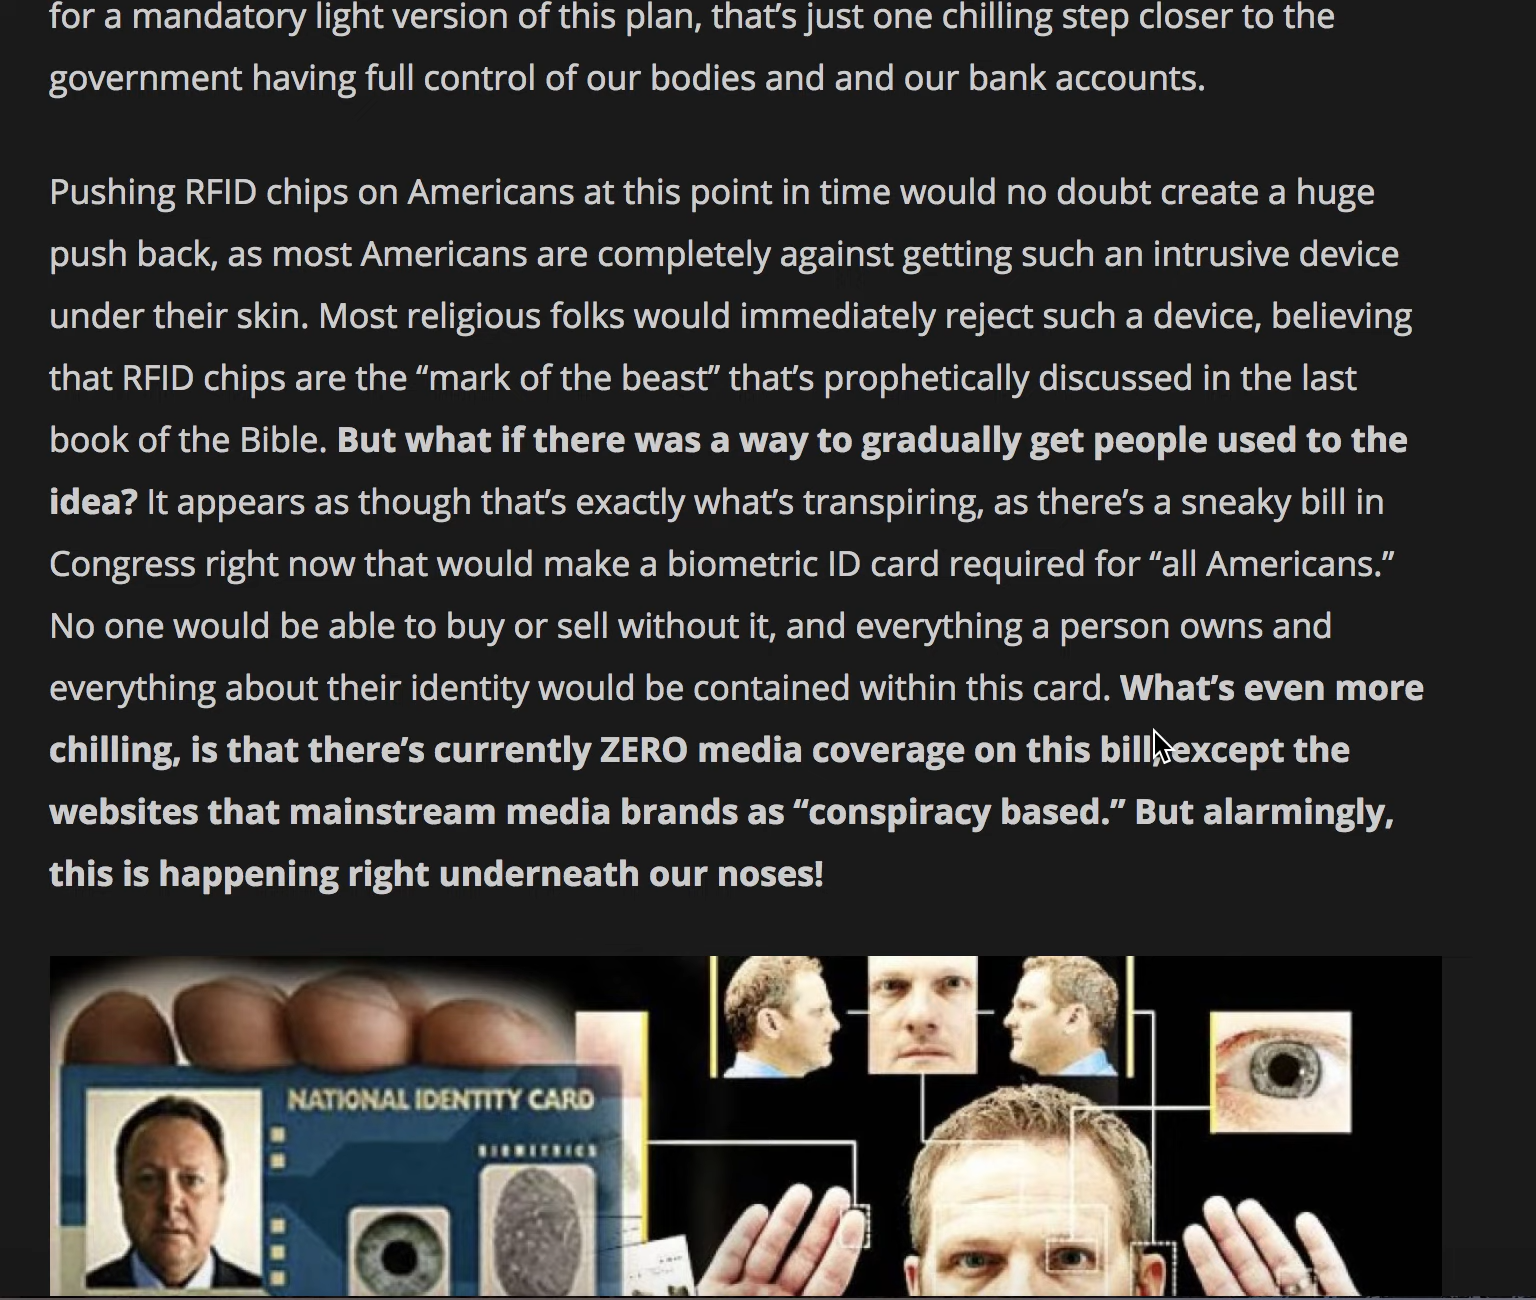 for a mandatory light version of this plan, that’s just one chilling step closer to the
government having full control of our bodies and and our bank accounts.
Pushing RFID chips on Americans at this point in time would no doubt create a huge
push back, as most Americans are completely against getting such an intrusive device
under their skin. Most religious folks would immediately reject such a device, believing
that RFID chips are the “mark of the beast” that’s prophetically discussed in the last
book of the Bible. But what if there was a way to gradually get people used to the
idea? It appears as though that’s exactly what’s transpiring, as there’s a sneaky bill in
Congress right now that would make a biometric ID card required for “all Americans.”
No one would be able to buy or sell without it, and everything a person owns and
everything about their identity would be contained within this card. What’s even more
chilling, is that there’s currently ZERO media coverage on this bill, except the
websites that mainstream media brands as “conspiracy based.” But alarmingly,
this is happening right underneath our noses!
NATIONAL IDENTITY CARD
BIOMETRICS